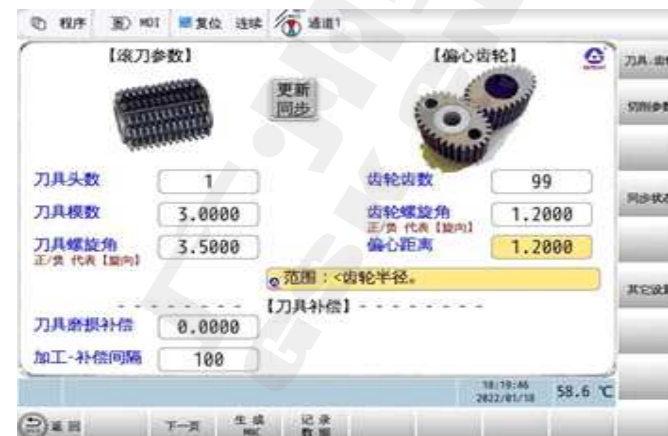 程序 MDI 复位 连续 通道1
【滚刀参数】
更新
同步
【偏心齿轮】
刀具头数 1
刀具模数 3.0000
刀具螺旋角 3.5000
正/负 代表【旋向】
齿轮齿数 99
齿轮螺旋角 1.2000
正/负 代表【旋向】
偏心距离 1.2000
范围：<齿轮半径。
- - - - - - - - 【刀具补偿】- - - - - - - -
刀具磨损补偿 0.0000
加工-补偿间隔 100
刀具.齿
切削参数
同步状态
其它设置
18:19:46
2022/01/18
58.6 ℃
返回
下一页
生成
记录
数据